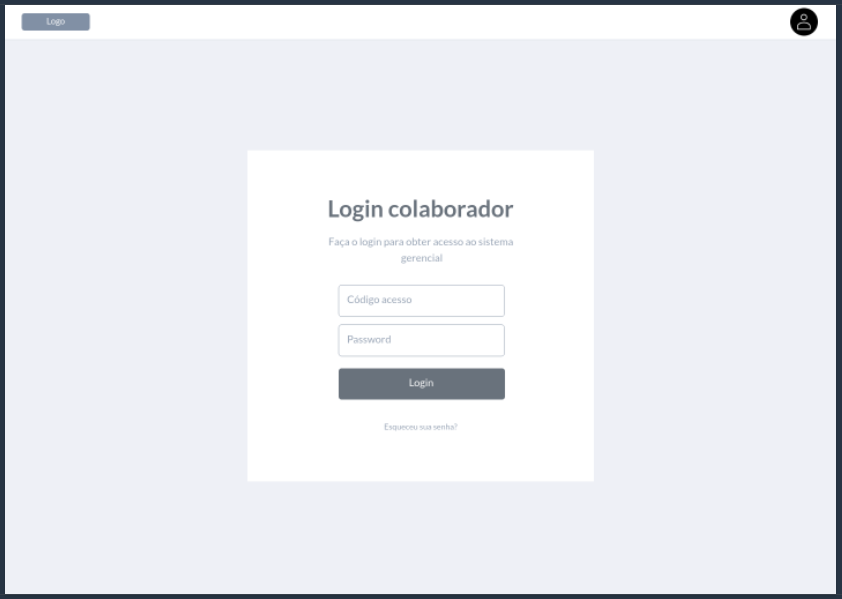 Logo
Login colaborador
Faça o login para obter acesso ao sistema
gerencial
Código acesso
Password
Login
Esqueceu sua senha?